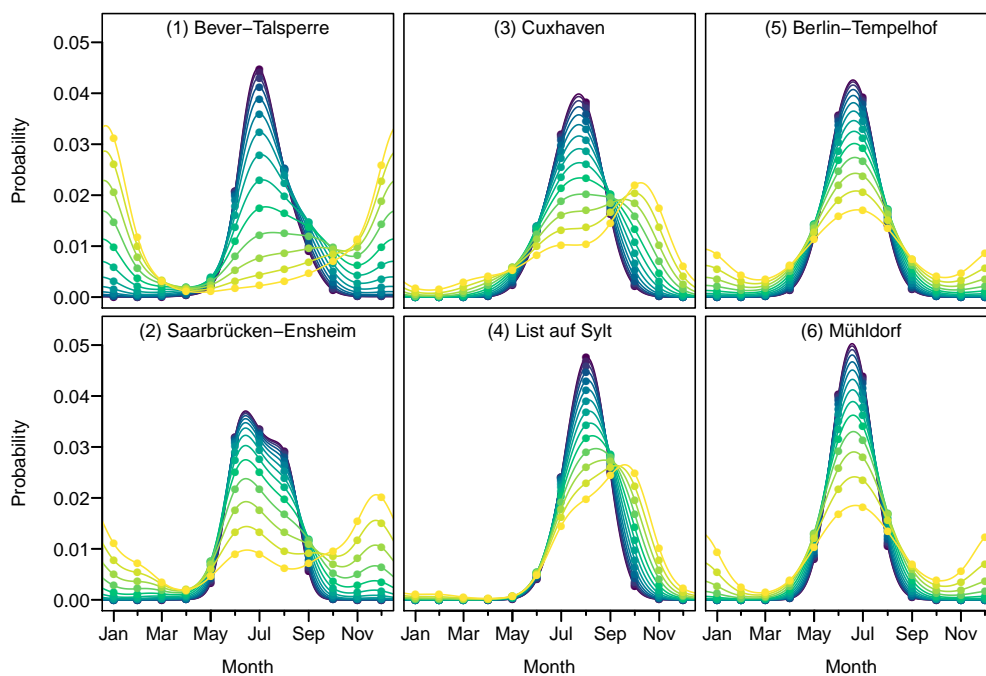 (1) Bever−Talsperre
(3) Cuxhaven
(5) Berlin−Tempelhof
0.05
0.04
0.03
0.02
0.01
0.00
Probability
(2) Saarbrücken−Ensheim
(4) List auf Sylt
(6) Mühldorf
0.05
0.04
0.03
0.02
0.01
0.00
Probability
Jan Mar May Jul Sep Nov
Jan Mar May Jul Sep Nov
Jan Mar May Jul Sep Nov
Month
Month
Month